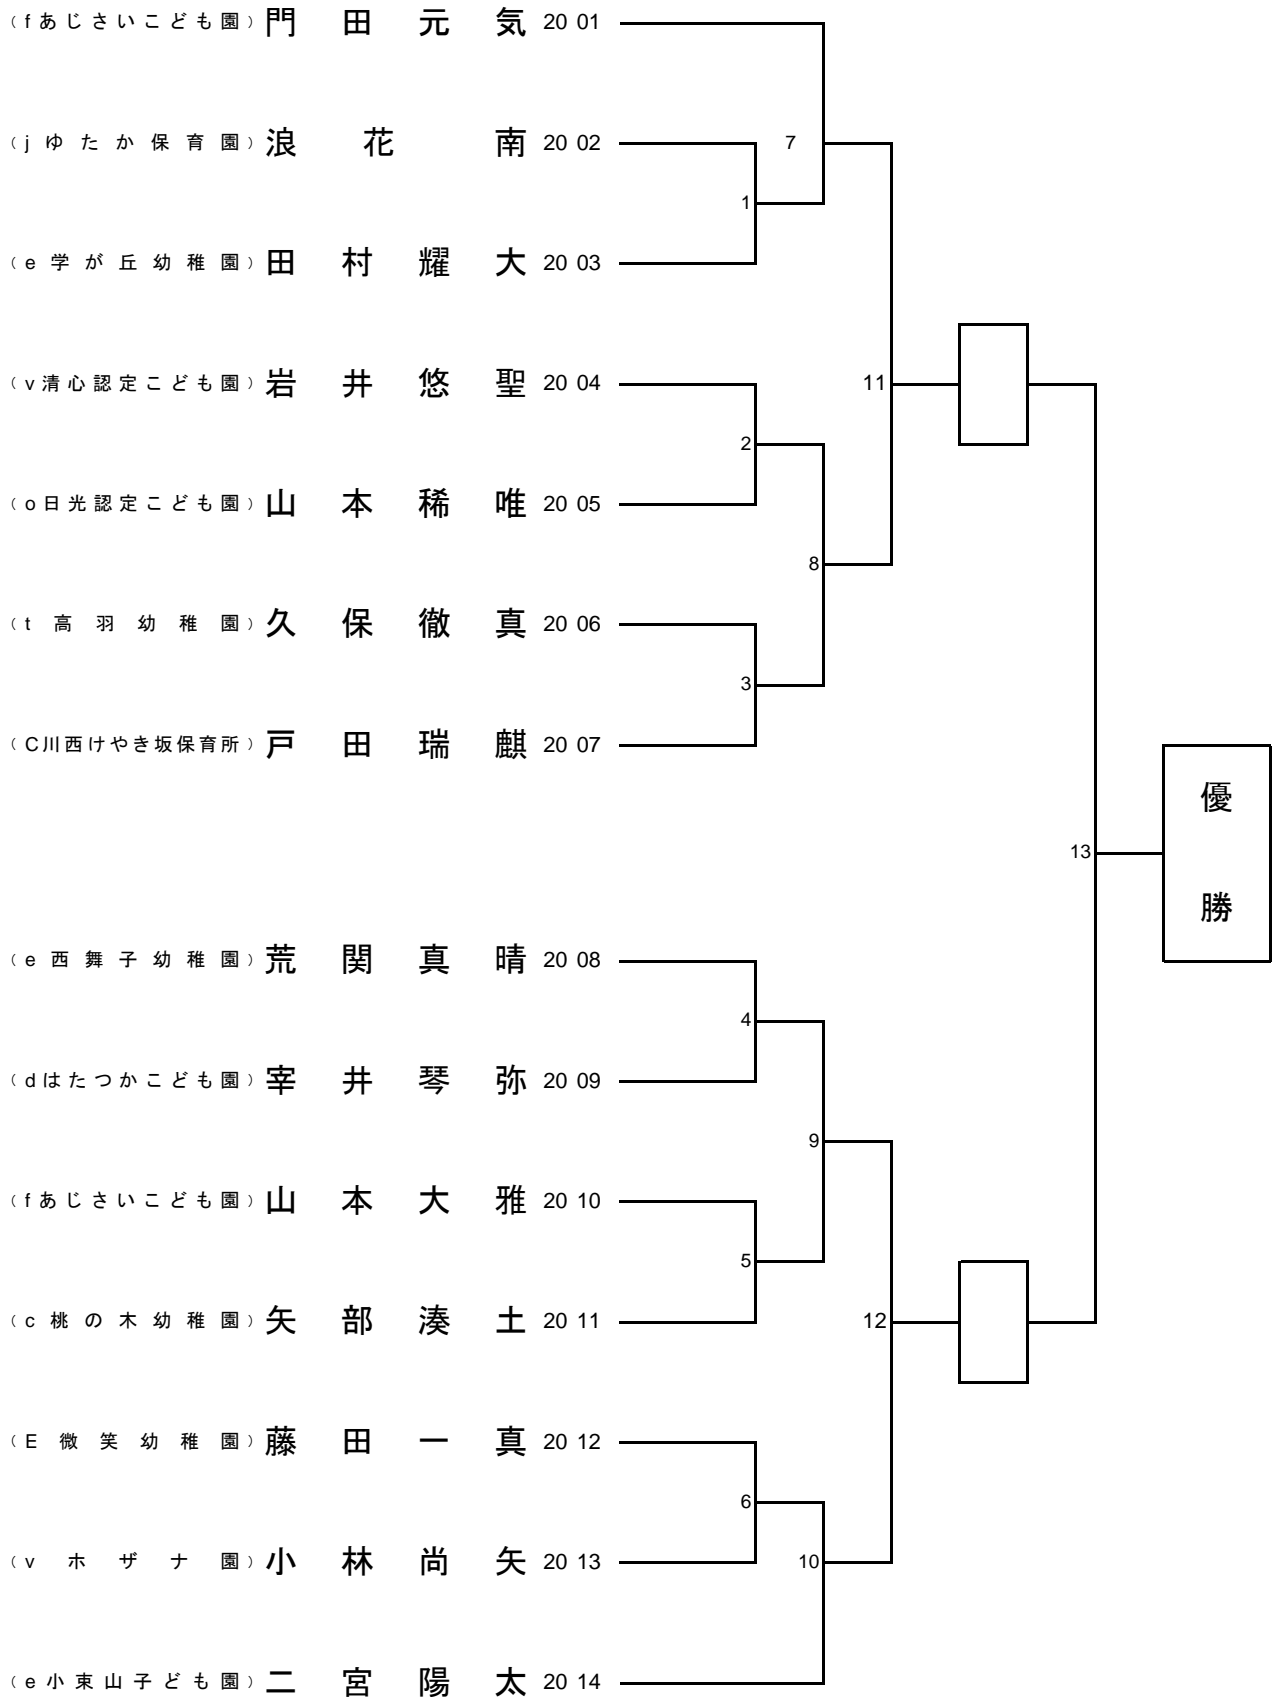 （fあじさいこども園）門田元気 20 01
（jゆたか保育園）浪花南 20 02
7
1
（e学が丘幼稚園）田村耀大 20 03
（v清心認定こども園）岩井悠聖 20 04
11
2
（o日光認定こども園）山本稀唯 20 05
8
（t高羽幼稚園）久保徹真 20 06
3
（C川西けやき坂保育所）戸田瑞麒 20 07
優勝
13
（e西舞子幼稚園）荒関真晴 20 08
4
（dはたつかこども園）宰井琴弥 20 09
9
（fあじさいこども園）山本大雅 20 10
5
（c桃の木幼稚園）矢部湊土 20 11
12
（E微笑幼稚園）藤田一真 20 12
6
（vホザナ園）小林尚矢 20 13
10
（e小東山子ども園）二宮陽太 20 14